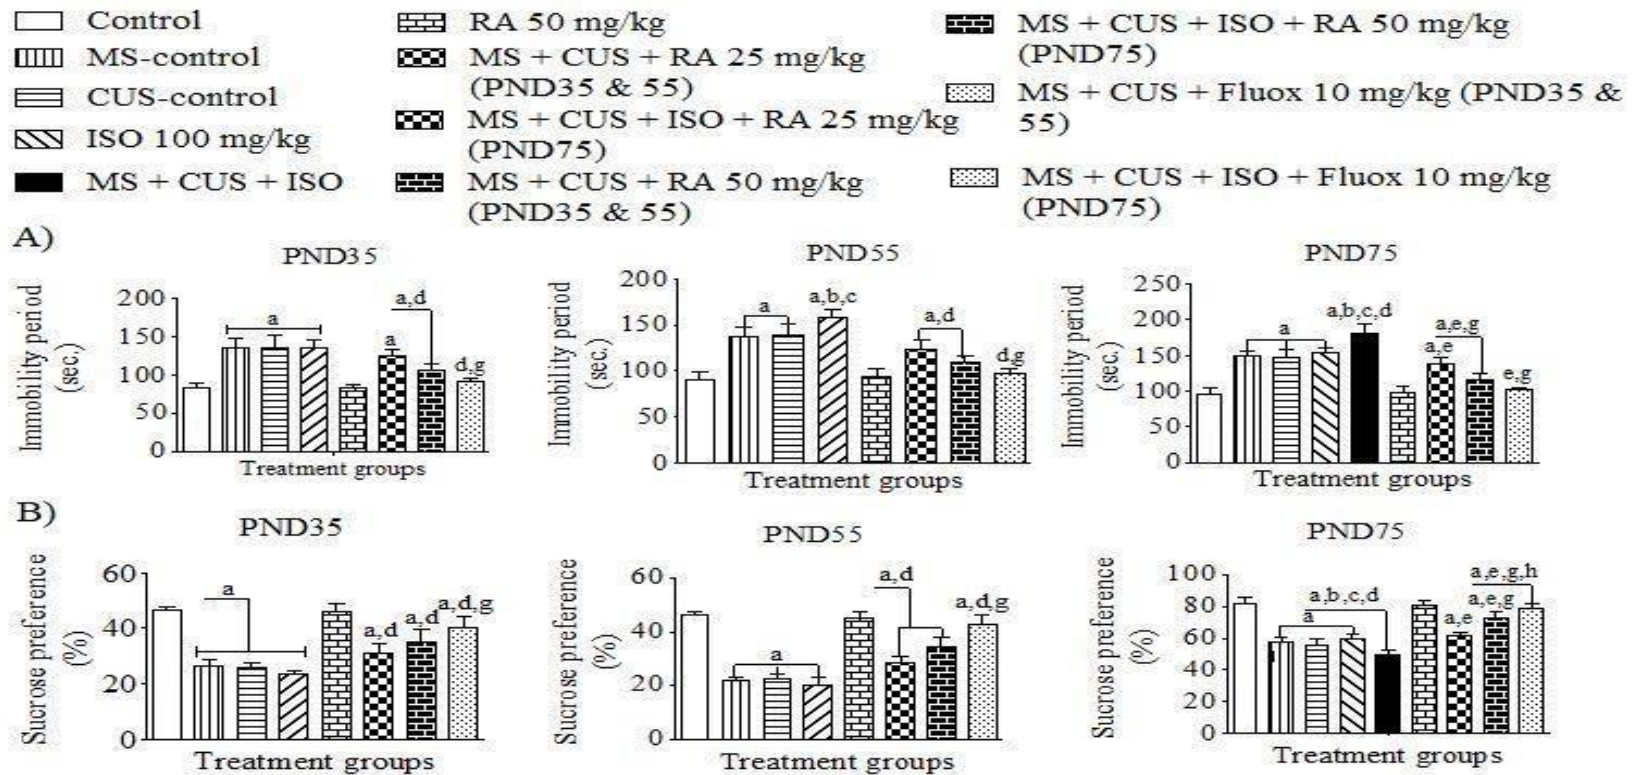 Control
MS-control
CUS-control
ISO 100 mg/kg
MS + CUS + ISO
RA 50 mg/kg
MS + CUS + RA 25 mg/kg
(PND35 & 55)
MS + CUS + ISO + RA 25 mg/kg
(PND75)
MS + CUS + RA 50 mg/kg
(PND35 & 55)
MS + CUS + ISO + RA 50 mg/kg
(PND75)
MS + CUS + Fluox 10 mg/kg (PND35 &
55)
MS + CUS + ISO + Fluox 10 mg/kg
(PND75)
A)
PND35
Immobility period
(sec.)
200
150
100
50
0
a
a,d
a
d,g
Treatment groups
PND55
Immobility period
(sec.)
200
150
100
50
0
a
a,b,c
a,d
d,g
Treatment groups
PND75
Immobility period
(sec.)
250
200
150
100
50
0
a
a,b,c,d
a,e,g
a,e
e,g
Treatment groups
B)
PND35
Sucrose preference
(%)
60
40
20
0
a
a,d
a,d
a,d,g
Treatment groups
PND55
Sucrose preference
(%)
60
40
20
0
a
a,d
a,d,g
Treatment groups
PND75
Sucrose preference
(%)
100
80
60
40
20
0
a,b,c,d
a
a,e
a,e,g,h
a,e,g
Treatment groups